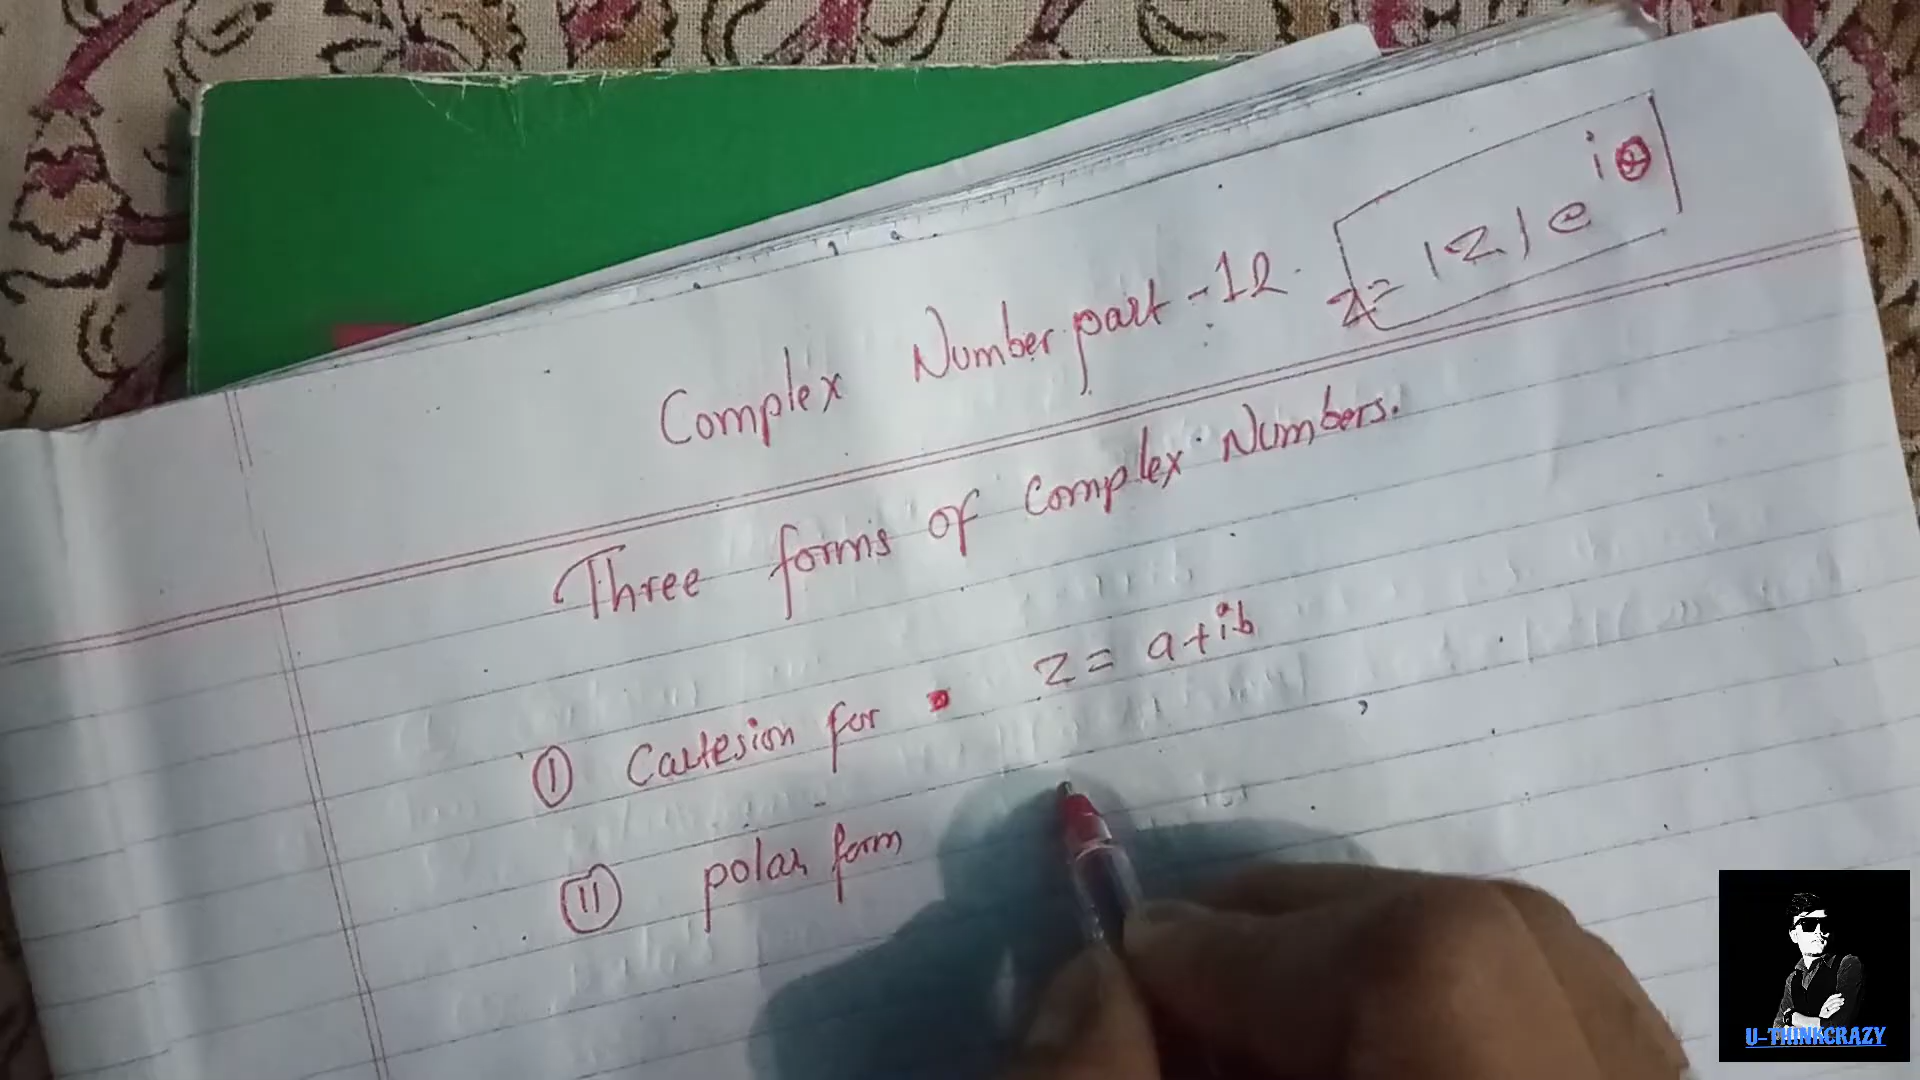 Complex Number part - 12.
z = |z| e^iθ
Three forms of Complex Numbers.
I Cartesion for z = a+ib
II polar form
U-THINKCRAZY